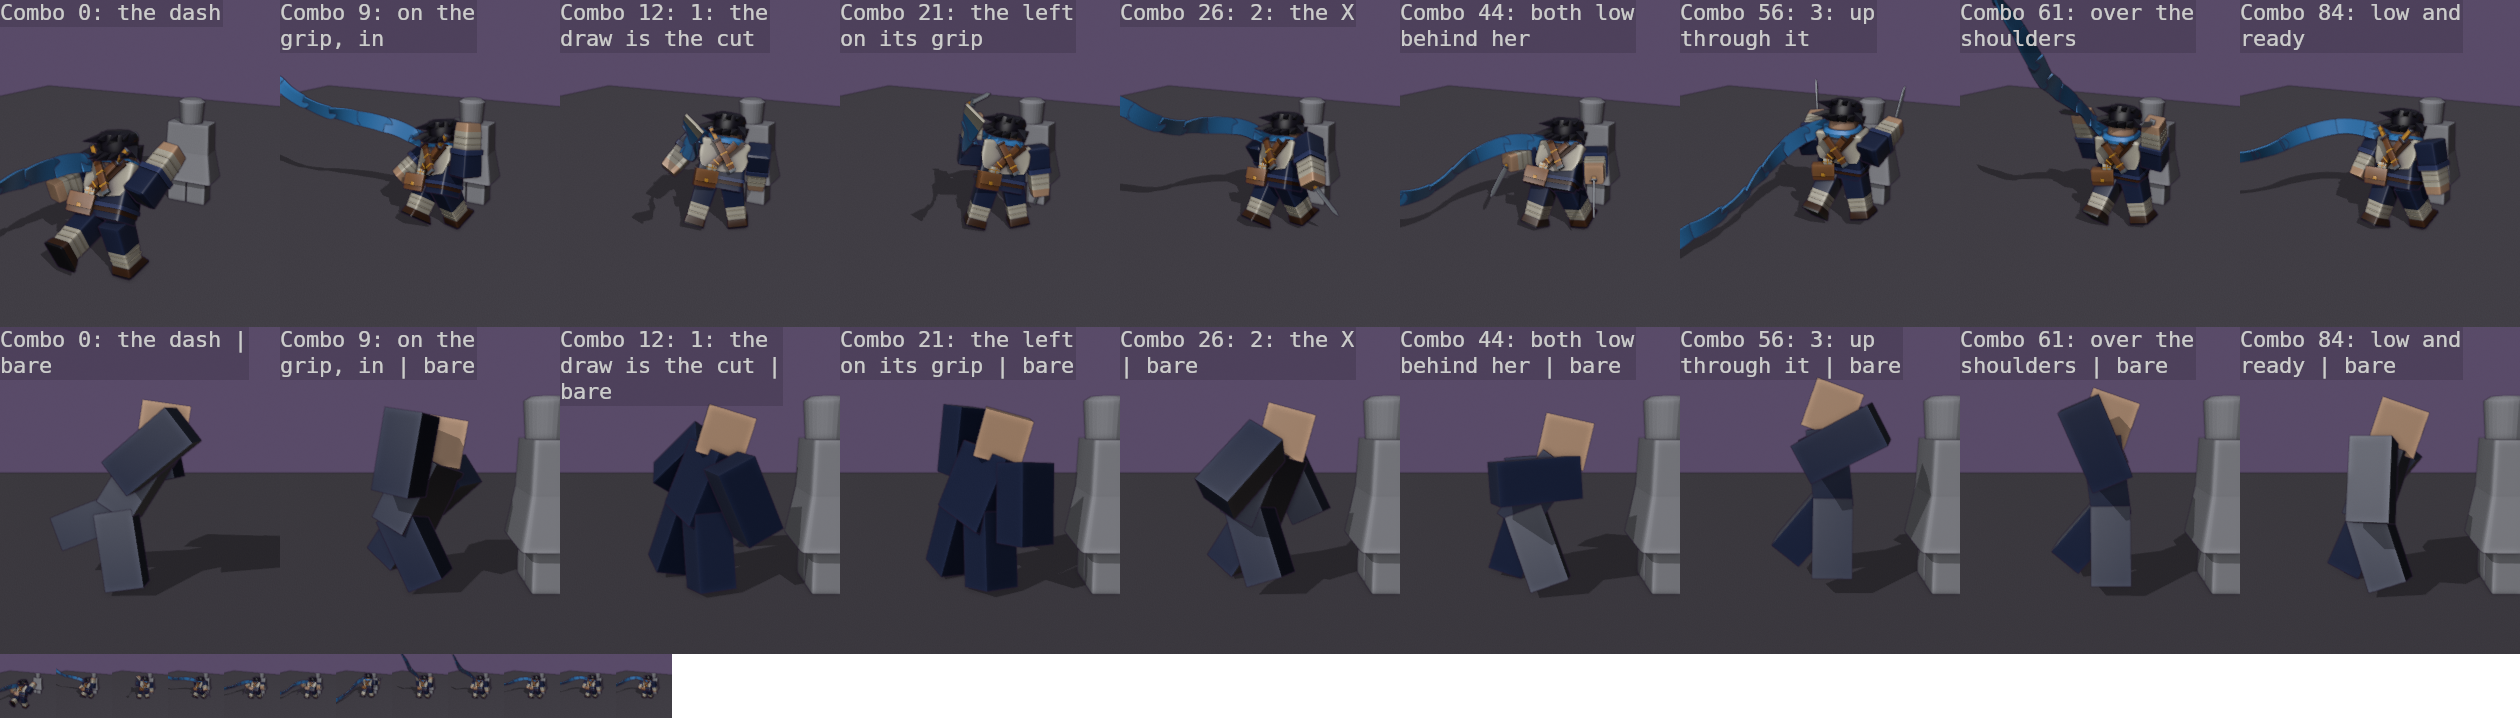 Combo 0: the dash
Combo 9: on the
grip, in
Combo 12: 1: the
draw is the cut
Combo 21: the left
on its grip
Combo 26: 2: the X
Combo 44: both low
behind her
Combo 56: 3: up
through it
Combo 61: over the
shoulders
Combo 84: low and
ready
Combo 0: the dash |
bare
Combo 9: on the
grip, in | bare
Combo 12: 1: the
draw is the cut |
bare
Combo 21: the left
on its grip | bare
Combo 26: 2: the X
| bare
Combo 44: both low
behind her | bare
Combo 56: 3: up
through it | bare
Combo 61: over the
shoulders | bare
Combo 84: low and
ready | bare